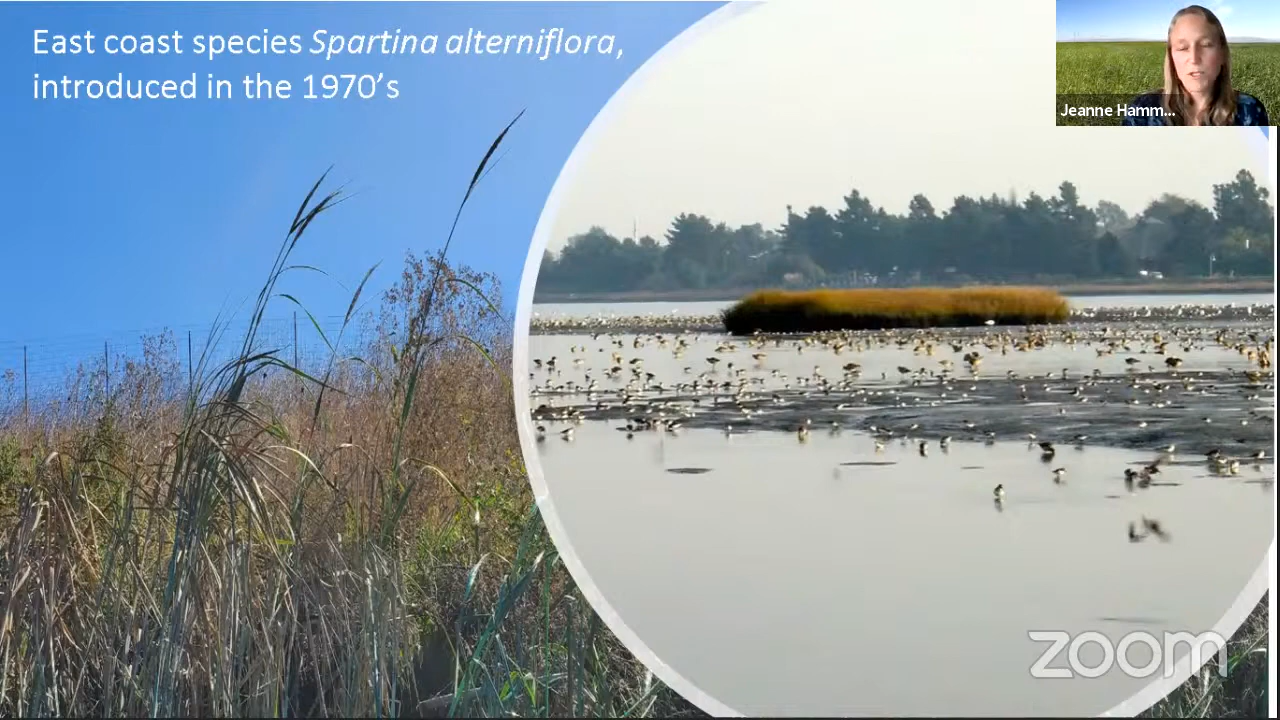 East coast species Spartina alterniflora,
introduced in the 1970's
Jeanne Hamm...
zoom